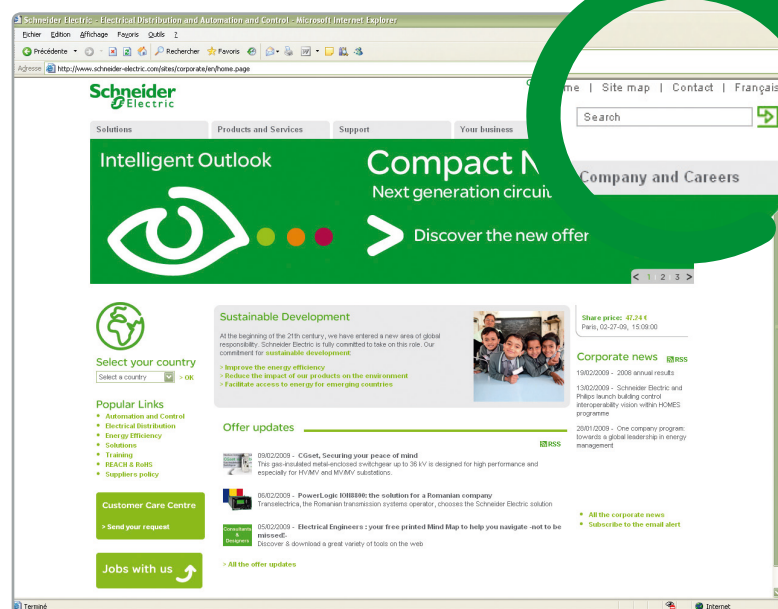 Schneider Electric - Electrical Distribution and Automation and Control - Microsoft Internet Explorer
Fichier Edition Affichage Favoris Outils ?
Précédente Rechercher Favoris
Adresse http://www.schneider-electric.com/sites/corporate/en/home.page
me | Site map | Contact | Français
Schneider
Electric
Search
Solutions Products and Services Support Your business
Company and Careers
Intelligent Outlook
Compact N
Next generation circui
Discover the new offer
< 1 2 3 >
Select your country
Select a country > OK
Popular Links
Automation and Control
Electrical Distribution
Energy Efficiency
Solutions
Training
REACH & RoHS
Suppliers policy
Customer Care Centre
> Send your request
Jobs with us
Sustainable Development
At the beginning of the 21th century, we have entered a new area of global
responsibility. Schneider Electric is fully committed to take on this role. Our
commitment for sustainable development:
> Improve the energy efficiency
> Reduce the impact of our products on the environment
> Facilitate access to energy for emerging countries
Offer updates
RSS
09/02/2009 - CGset, Securing your peace of mind
This gas-insulated metal-enclosed switchgear up to 36 kV is designed for high performance and
especially for HV/MV and MV/MV substations.
06/02/2009 - PowerLogic ION8800: the solution for a Romanian company
Transelectrica, the Romanian transmission systems operator, chooses the Schneider Electric solution
Consultants
&
Designers
05/02/2009 - Electrical Engineers : your free printed Mind Map to help you navigate -not to be
missed!-
Discover & download a great variety of tools on the web
> All the offer updates
Share price: 47.24 €
Paris, 02-27-09, 15:09:00
Corporate news RSS
19/02/2009 - 2008 annual results
13/02/2009 - Schneider Electric and
Philips launch building control
interoperability vision within HOMES
programme
28/01/2009 - One company program:
towards a global leadership in energy
management
All the corporate news
Subscribe to the email alert
Terminé Internet